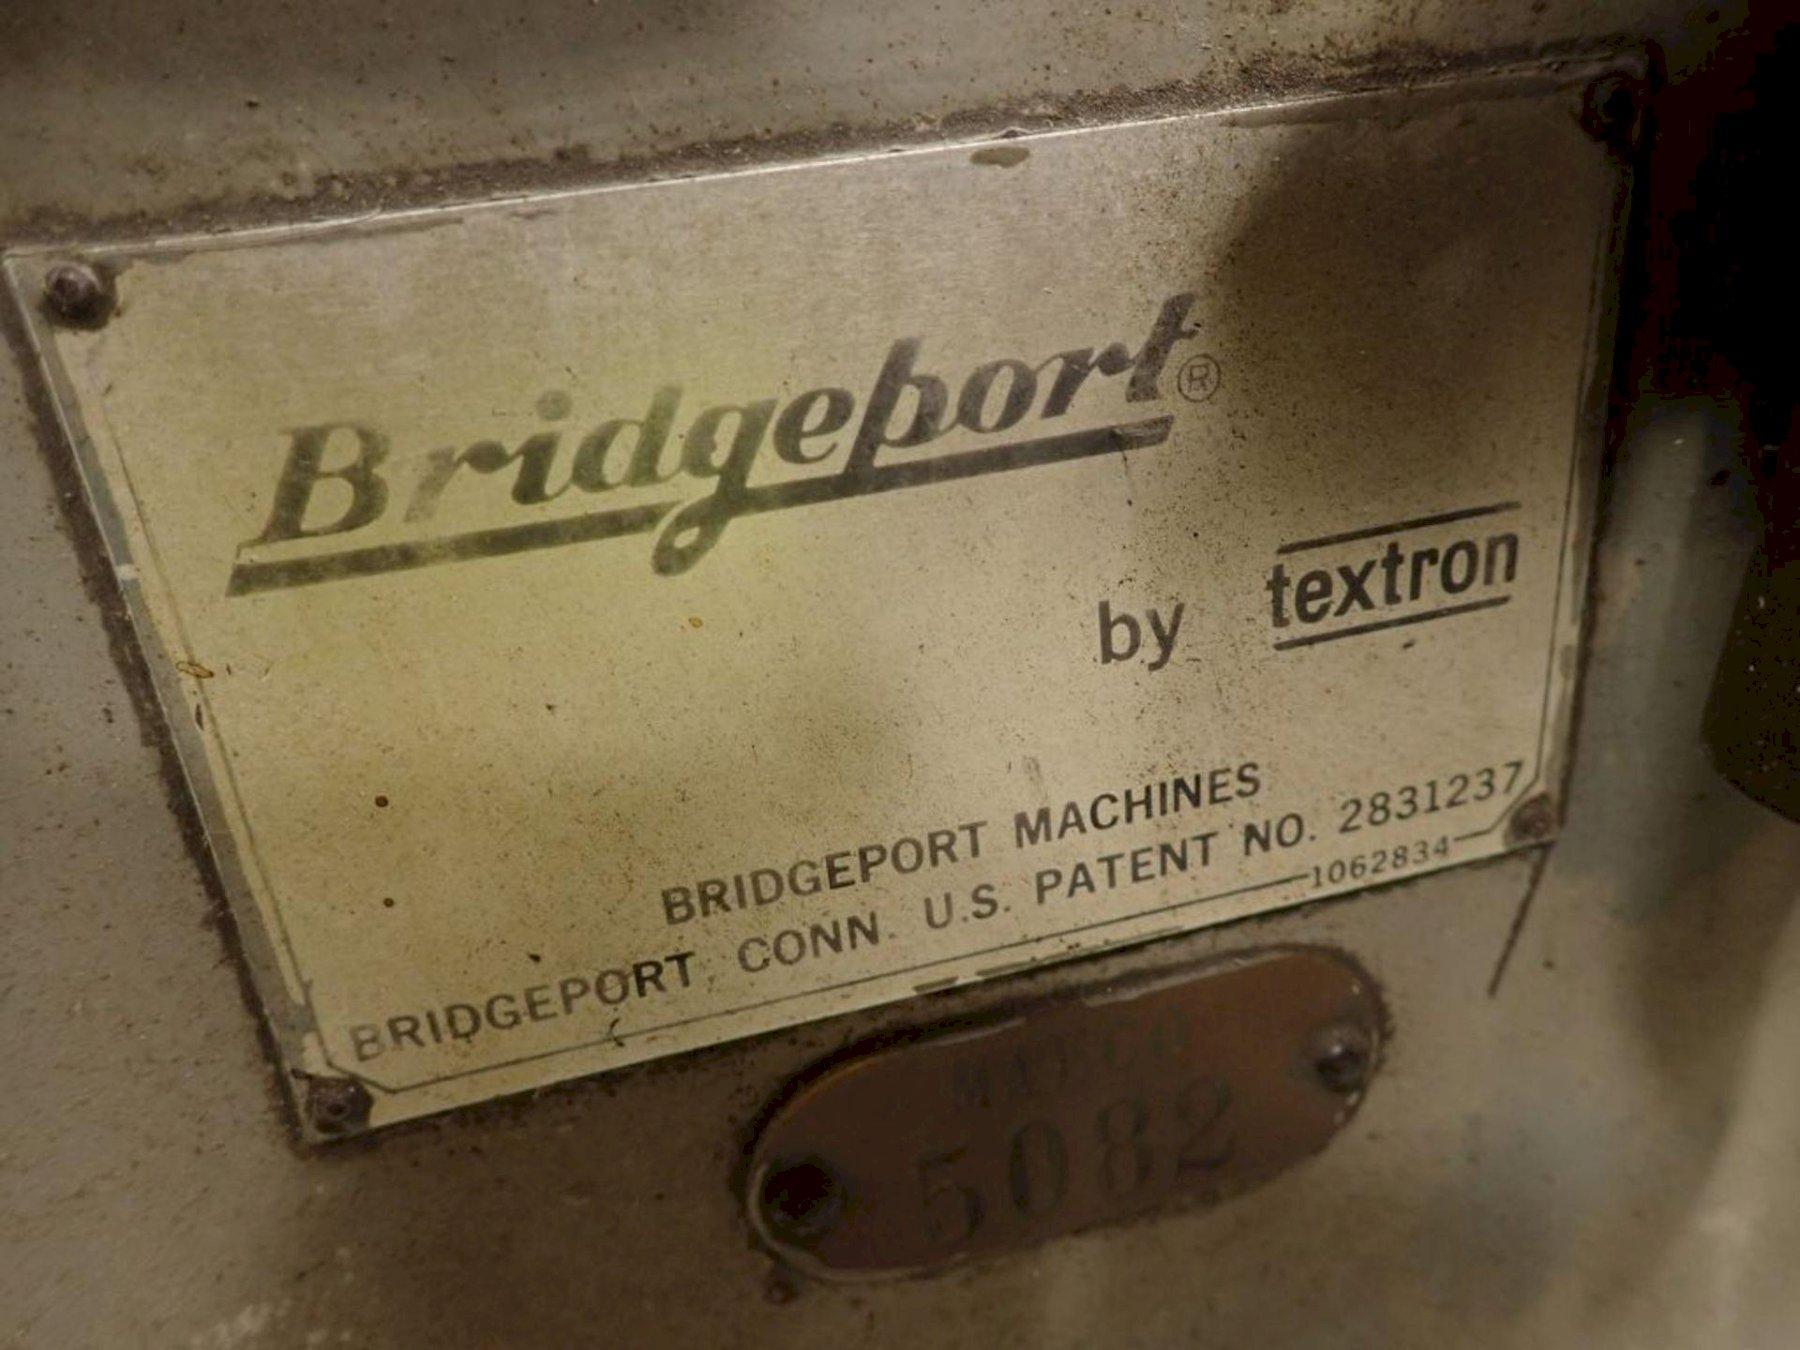 Bridgeport®
by textron
BRIDGEPORT MACHINES
BRIDGEPORT, CONN. U.S. PATENT NO. 2831237
1062834
5082